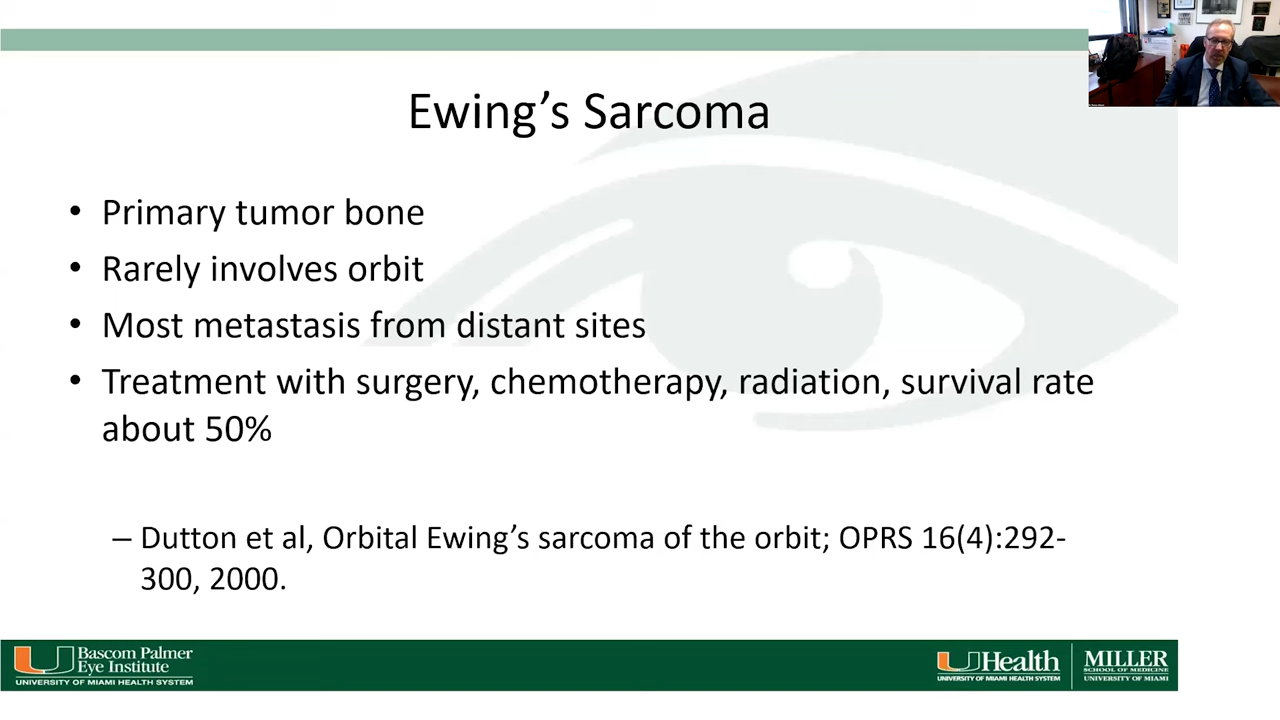 Ewing’s Sarcoma
• Primary tumor bone
• Rarely involves orbit
• Most metastasis from distant sites
• Treatment with surgery, chemotherapy, radiation, survival rate
about 50%
– Dutton et al, Orbital Ewing’s sarcoma of the orbit; OPRS 16(4):292-
300, 2000.
Bascom Palmer
Eye Institute
UNIVERSITY OF MIAMI HEALTH SYSTEM
UHealth
UNIVERSITY OF MIAMI HEALTH SYSTEM
MILLER
SCHOOL OF MEDICINE
UNIVERSITY OF MIAMI